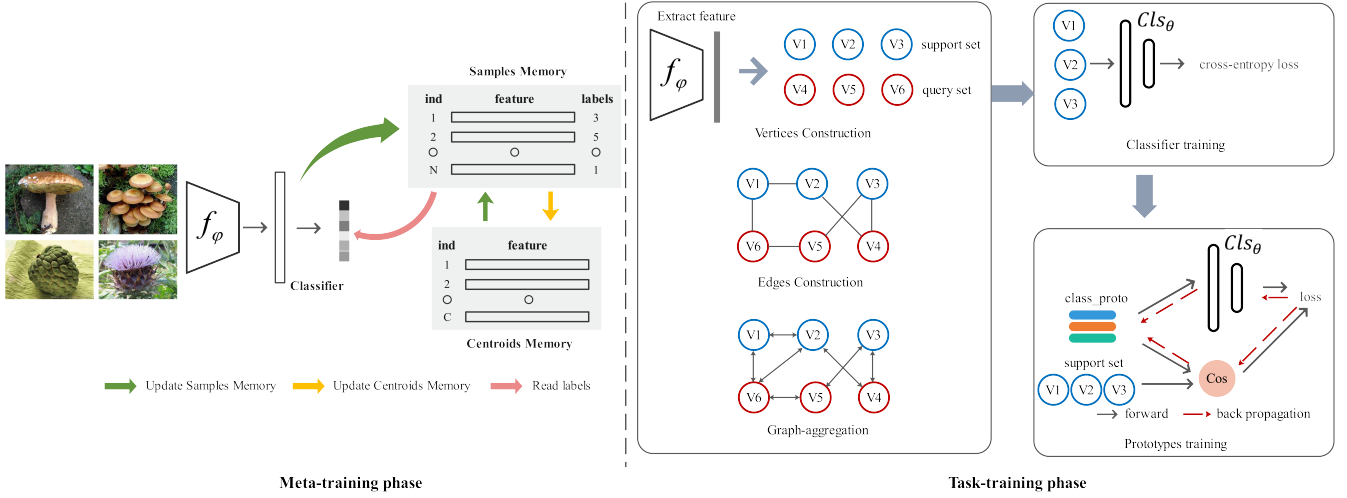 Samples Memory
ind feature labels
1 3
2 5
N 1
fφ
Classifier
ind feature
1
2
C
Centroids Memory
Update Samples Memory
Update Centroids Memory
Read labels
Meta-training phase
Extract feature
fφ
V1 V2 V3 support set
V4 V5 V6 query set
Vertices Construction
V1 V2 V3
V6 V5 V4
Edges Construction
V1 V2 V3
V6 V5 V4
Graph-aggregation
V1
V2
V3
Clsθ
cross-entropy loss
Classifier training
Clsθ
class_proto
loss
support set
V1 V2 V3
Cos
forward
back propagation
Prototypes training
Task-training phase